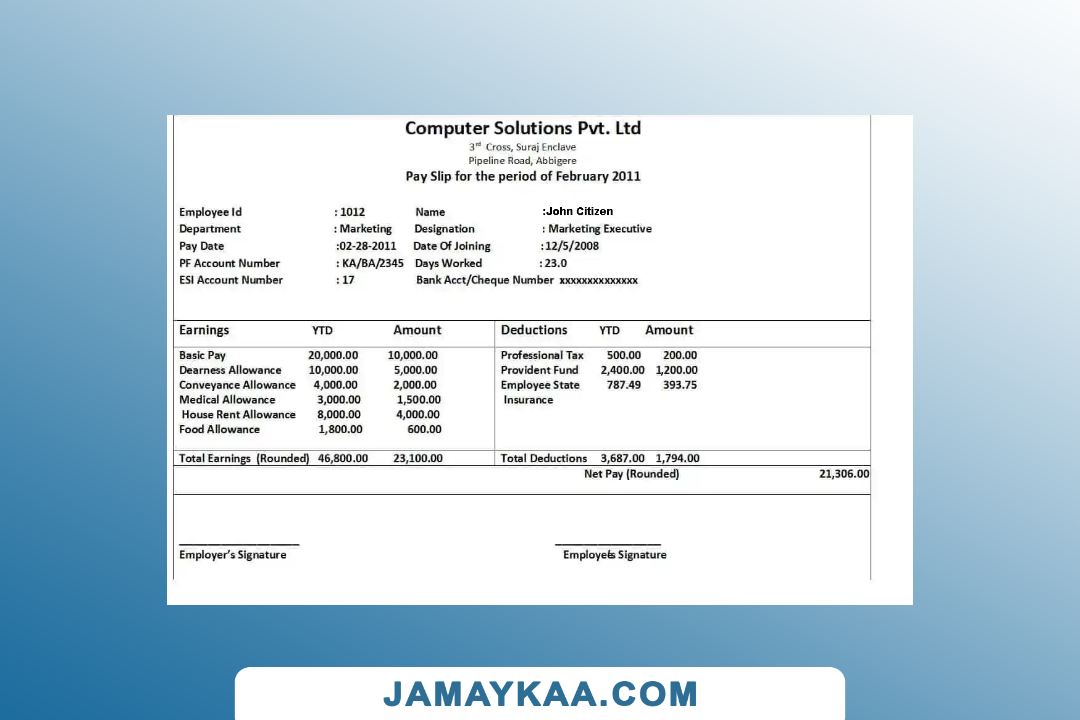 Computer Solutions Pvt. Ltd
3rd Cross, Suraj Enclave
Pipeline Road, Abbigere
Pay Slip for the period of February 2011
Employee Id : 1012 Name :John Citizen
Department : Marketing Designation : Marketing Executive
Pay Date :02-28-2011 Date Of Joining :12/5/2008
PF Account Number : KA/BA/2345 Days Worked : 23.0
ESI Account Number : 17 Bank Acct/Cheque Number xxxxxxxxxxxxxx
Earnings YTD Amount Deductions YTD Amount
Basic Pay 20,000.00 10,000.00 Professional Tax 500.00 200.00
Dearness Allowance 10,000.00 5,000.00 Provident Fund 2,400.00 1,200.00
Conveyance Allowance 4,000.00 2,000.00 Employee State 787.49 393.75
Medical Allowance 3,000.00 1,500.00 Insurance
House Rent Allowance 8,000.00 4,000.00
Food Allowance 1,800.00 600.00
Total Earnings (Rounded) 46,800.00 23,100.00 Total Deductions 3,687.00 1,794.00
Net Pay (Rounded) 21,306.00
Employer's Signature Signature
JAMAYKAA.COM